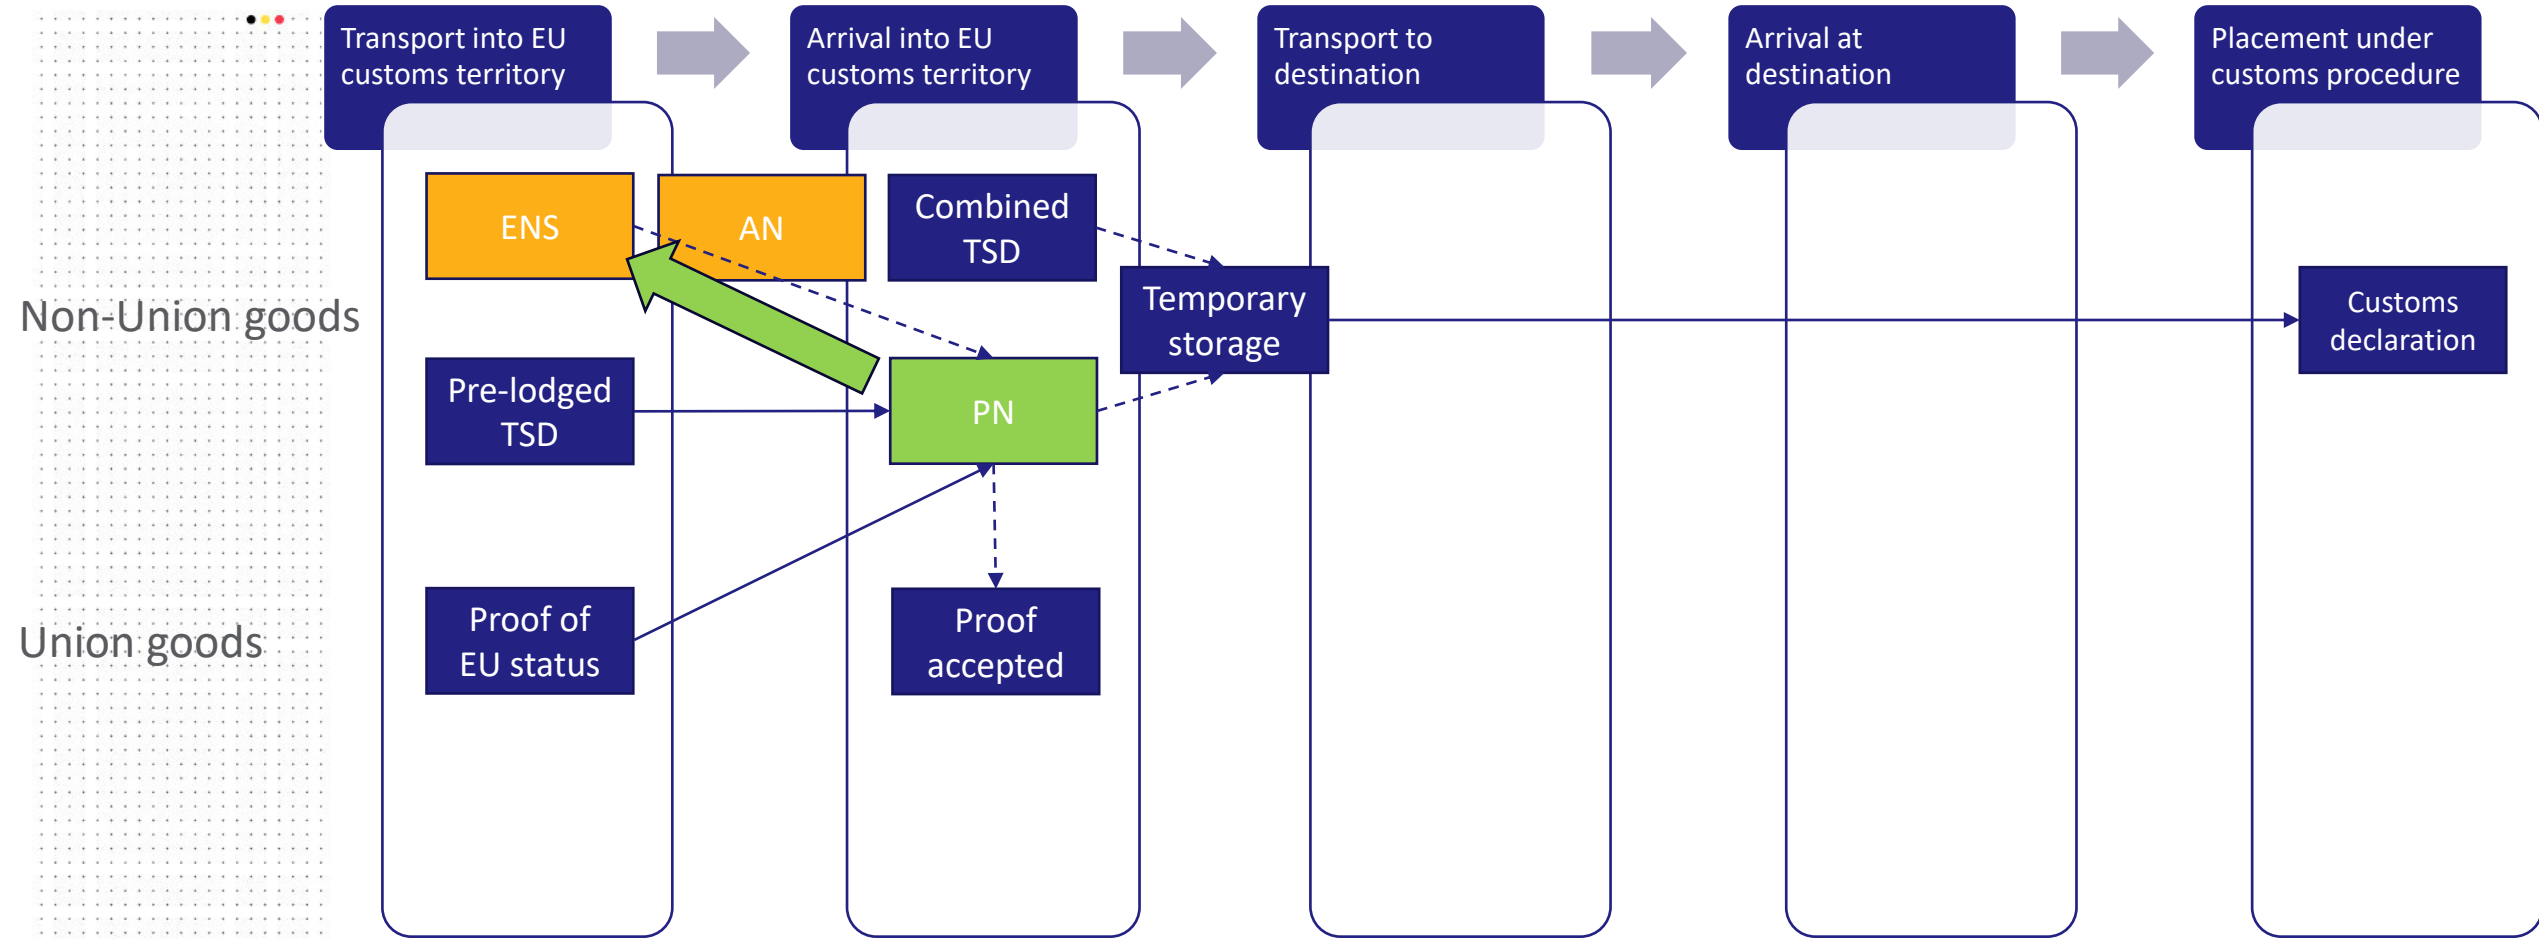 Transport into EU
customs territory
Arrival into EU
customs territory
Transport to
destination
Arrival at
destination
Placement under
customs procedure
ENS
AN
Combined
TSD
Non-Union goods
Temporary
storage
Customs
declaration
Pre-lodged
TSD
PN
Union goods
Proof of
EU status
Proof
accepted